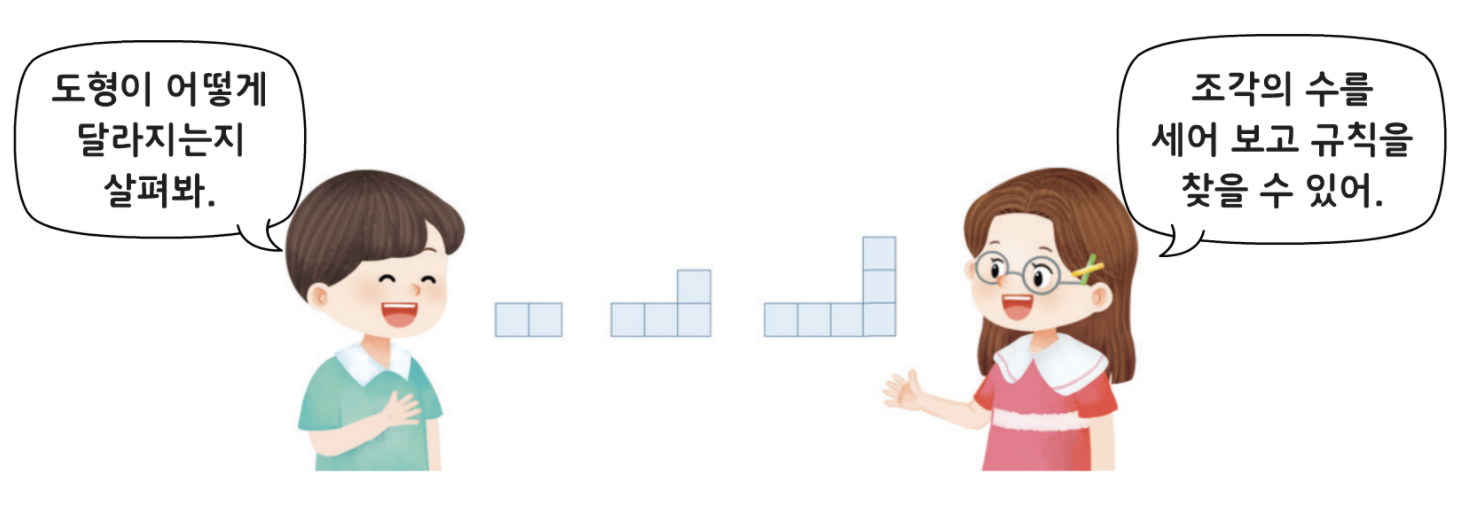 도형이 어떻게
달라지는지
살펴봐.
조각의 수를
세어 보고 규칙을
찾을 수 있어.